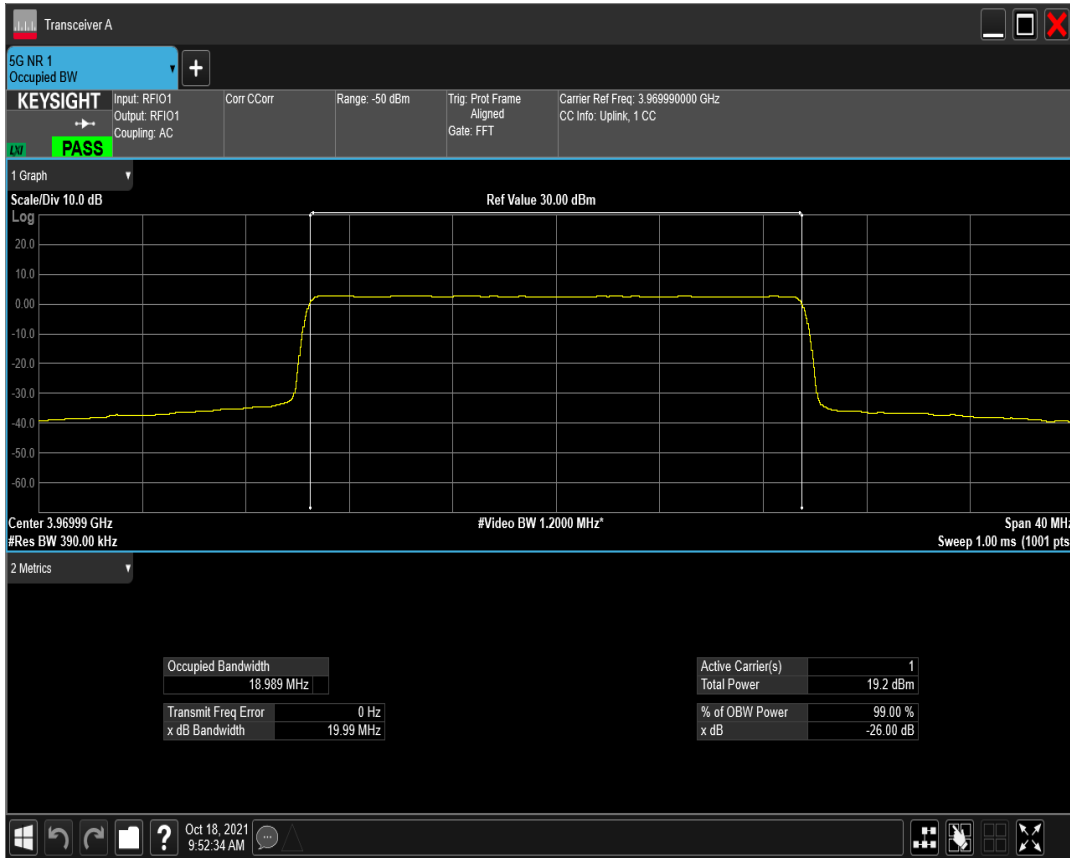 Transceiver A
5G NR 1
Occupied BW
+
KEYSIGHT
LXI
PASS
Input: RFIO1
Output: RFIO1
Coupling: AC
Corr CCorr
Range: -50 dBm
Trig: Prot Frame
Aligned
Gate: FFT
Carrier Ref Freq: 3.969990000 GHz
CC Info: Uplink, 1 CC
1 Graph
Scale/Div 10.0 dB
Ref Value 30.00 dBm
Log
20.0
10.0
0.00
-10.0
-20.0
-30.0
-40.0
-50.0
-60.0
Center 3.96999 GHz
#Video BW 1.2000 MHz*
Span 40 MHz
#Res BW 390.00 kHz
Sweep 1.00 ms (1001 pts
2 Metrics
Occupied Bandwidth
18.989 MHz
Transmit Freq Error 0 Hz
x dB Bandwidth 19.99 MHz
Active Carrier(s) 1
Total Power 19.2 dBm
% of OBW Power 99.00 %
x dB -26.00 dB
?
Oct 18, 2021
9:52:34 AM